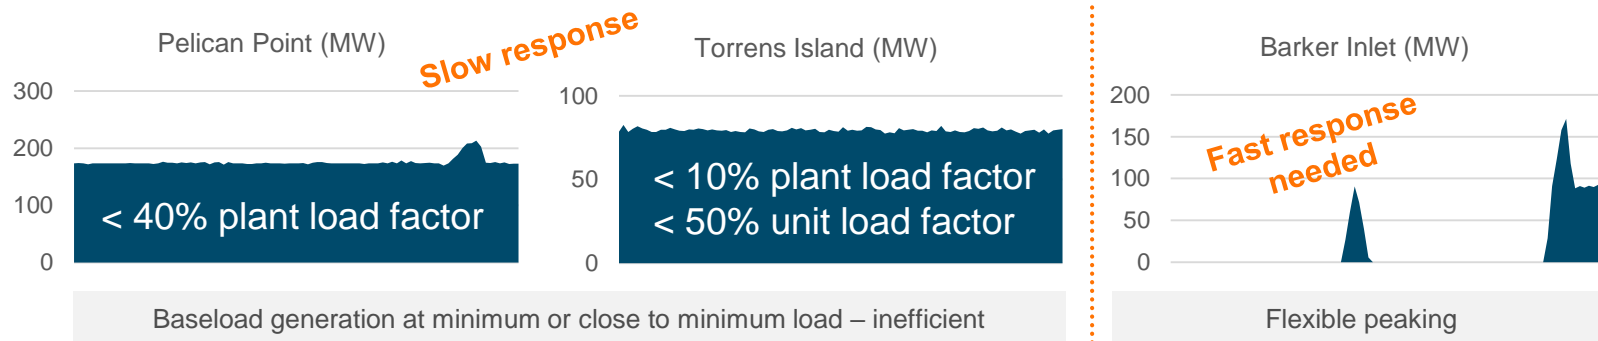 Pelican Point (MW)
300
200
100
0
< 40% plant load factor
Slow response
Torrens Island (MW)
100
50
0
< 10% plant load factor
< 50% unit load factor
Baseload generation at minimum or close to minimum load – inefficient
Barker Inlet (MW)
200
150
100
50
0
Fast response
needed
Flexible peaking